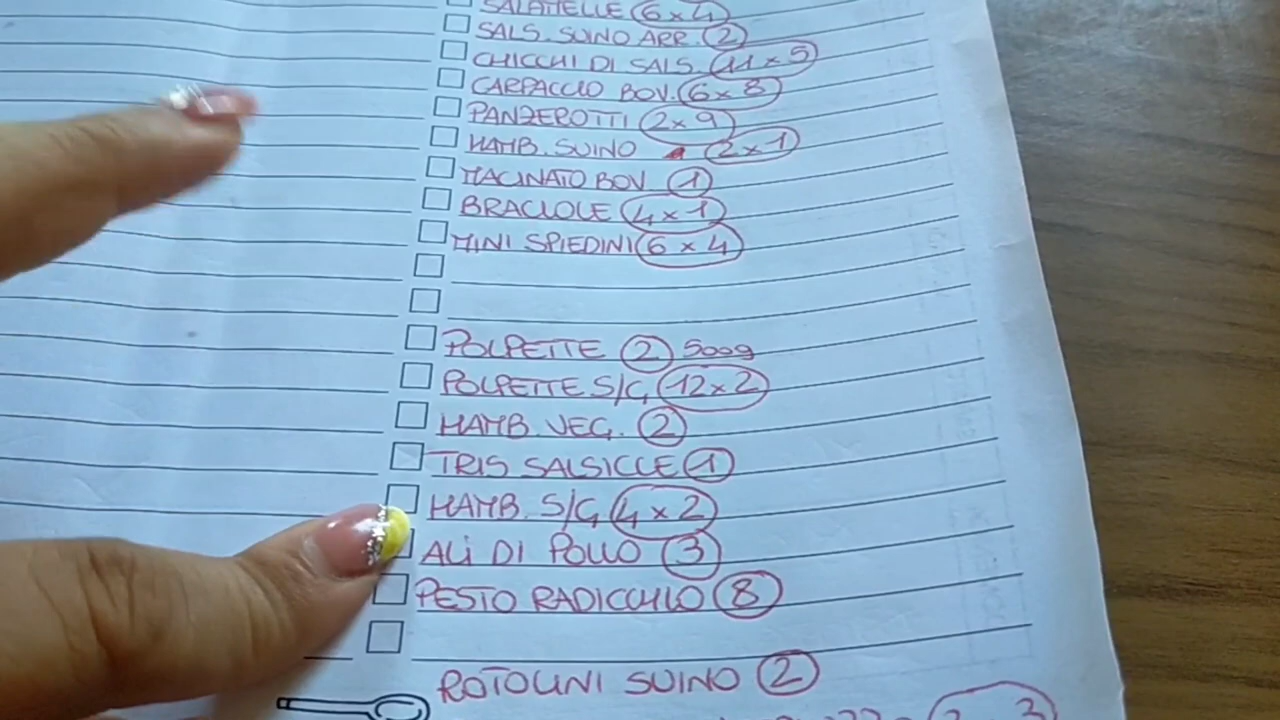 SALAMELLE 6x4
SALS. SUINO ARR. 2
CHICCHI DI SALS. 11x5
CARPACCIO BOV. 6x8
PANZEROTTI 2x9
HAMB. SUINO 2x1
MACINATO BOV. 1
BRACIOLE 4x1
MINI SPIEDINI 6x4
POLPETTE 2 500g
POLPETTE S/G 12x2
HAMB. VEG. 2
TRIS SALSICCE 1
HAMB. S/G 4x2
ALi DI POLLO 3
PESTO RADICCHIO 8
ROTOLINI SUINO 2